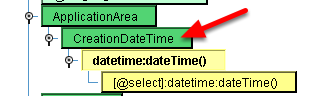 ApplicationArea
CreationDateTime
datetime:dateTime()
[@select]:datetime:dateTime()